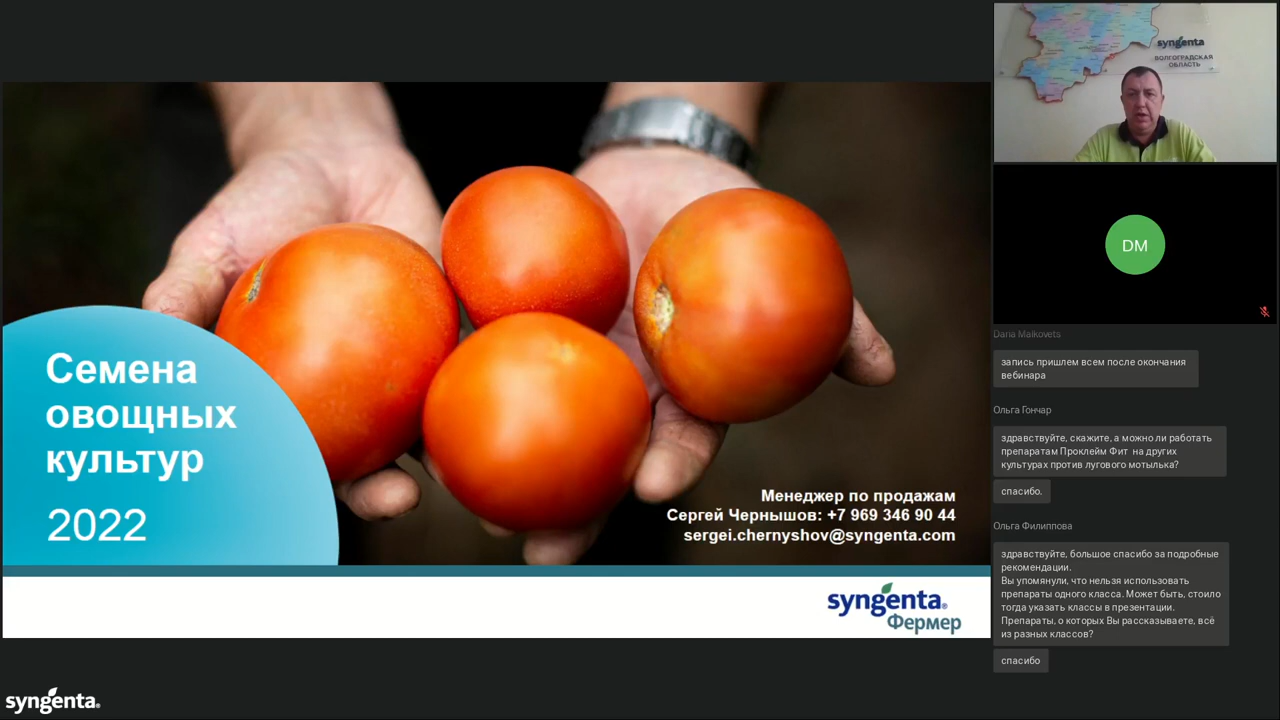 Семена
овощных
культур
2022
Менеджер по продажам
Сергей Чернышов: +7 969 346 90 44
sergei.chernyshov@syngenta.com
syngenta®
Фермер
syngenta®
syngenta
ВОЛГОГРАДСКАЯ
ОБЛАСТЬ
DM
Daria Maikovets
запись пришлем всем после окончания
вебинара
Ольга Гончар
здравствуйте, скажите, а можно ли работать
препаратам Проклейм Фит на других
культурах против лугового мотылька?
спасибо.
Ольга Филиппова
здравствуйте, большое спасибо за подробные
рекомендации.
Вы упомянули, что нельзя использовать
препараты одного класса. Может быть, стоило
тогда указать классы в презентации.
Препараты, о которых Вы рассказываете, всё
из разных классов?
спасибо